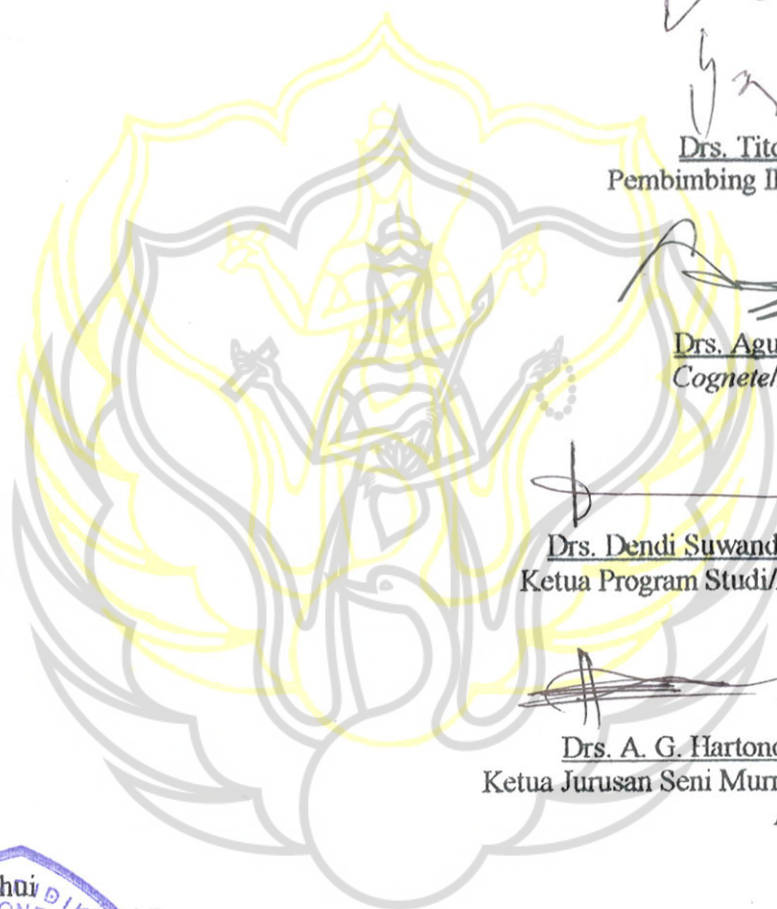 Drs. Tito
Pembimbing II
Drs. Agu
Cognete/
Drs. Dendi Suwand
Ketua Program Studi/
Drs. A. G. Hartono
Ketua Jurusan Seni Murn
hui